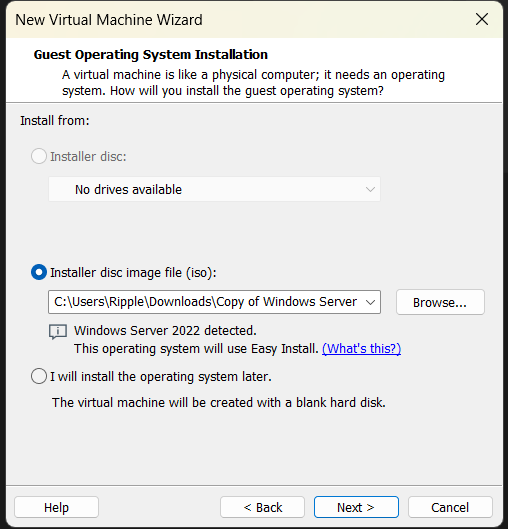 New Virtual Machine Wizard
Guest Operating System Installation
A virtual machine is like a physical computer; it needs an operating
system. How will you install the guest operating system?
Install from:
Installer disc:
No drives available
Installer disc image file (iso):
C:\Users\Ripple\Downloads\Copy of Windows Server
Browse...
Windows Server 2022 detected.
This operating system will use Easy Install. (What's this?)
I will install the operating system later.
The virtual machine will be created with a blank hard disk.
Help
< Back
Next >
Cancel